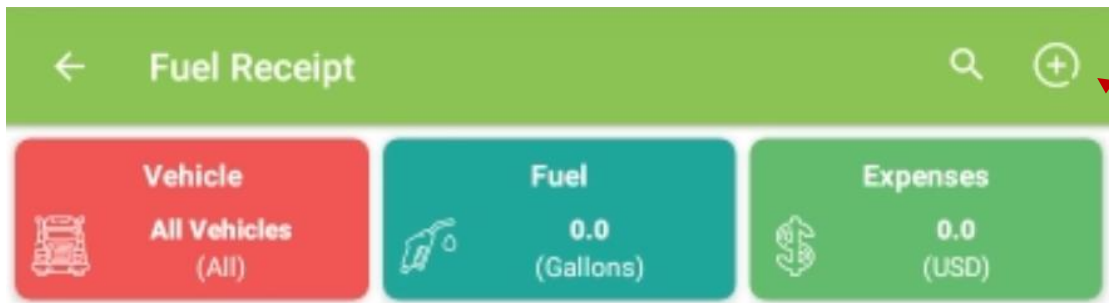 Fuel Receipt
Vehicle
All Vehicles
(All)
Fuel
0.0
(Gallons)
Expenses
0.0
(USD)